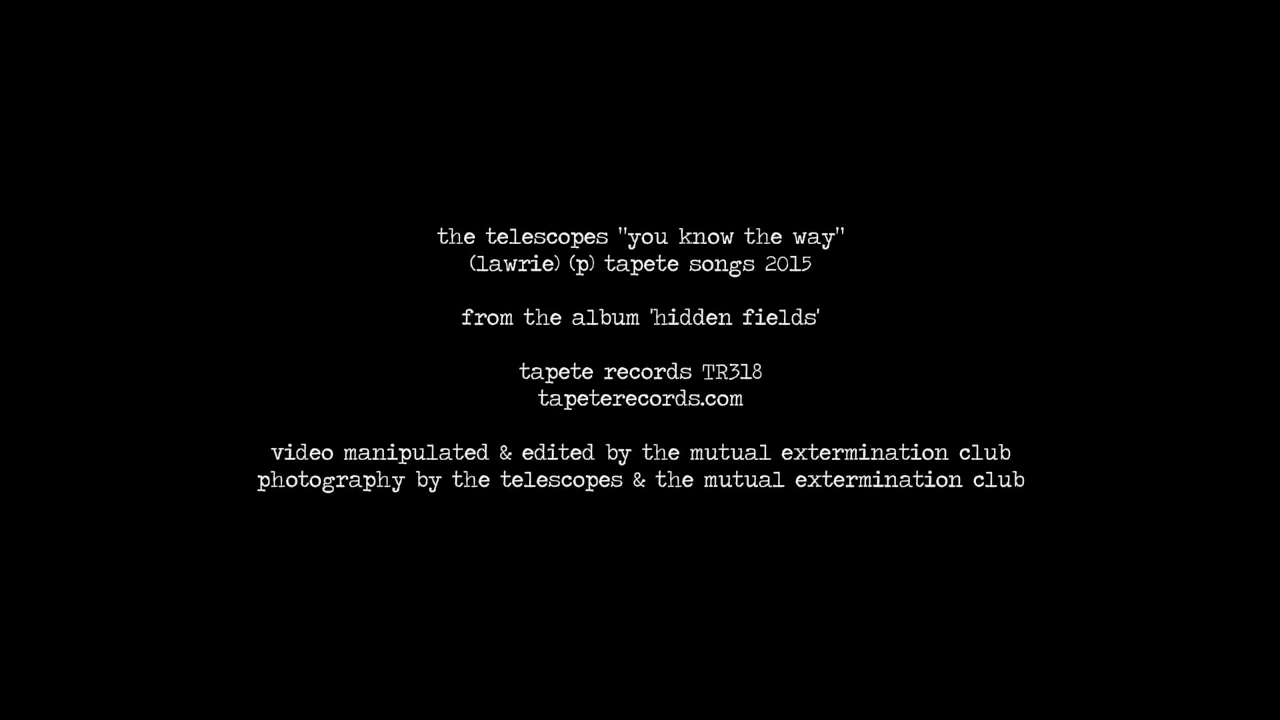 the telescopes "you know the way"
(lawrie) (p) tapete songs 2015
from the album 'hidden fields'
tapete records TR318
tapeterecords.com
video manipulated & edited by the mutual extermination club
photography by the telescopes & the mutual extermination club